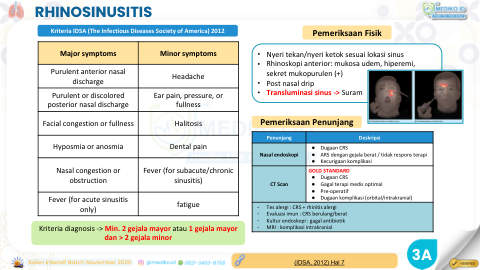 RHINOSINUSITIS
Kriteria IDSA (The Infectious Diseases Society of America) 2012
Major symptoms
Minor symptoms
Purulent anterior nasal
discharge
Headache
Purulent or discolored
posterior nasal discharge
Ear pain, pressure, or
fullness
Facial congestion or fullness
Halitosis
Hyposmia or anosmia
Dental pain
Nasal congestion or
obstruction
Fever (for subacute/chronic
sinusitis)
Fever (for acute sinusitis
only)
fatigue
Kriteria diagnosis -> Min. 2 gejala mayor atau 1 gejala mayor
dan > 2 gejala minor
Pemeriksaan Fisik
• Nyeri tekan/nyeri ketok sesuai lokasi sinus
• Rhinoskopi anterior: mukosa udem, hiperemi,
sekret mukopurulen (+)
• Post nasal drip
• Transluminasi sinus -> Suram
Pemeriksaan Penunjang
Penunjang
Deskripsi
Nasal endoskopi
● Dugaan CRS
● ARS dengan gejala berat / tidak respons terapi
● Kecurigaan komplikasi
CT Scan
GOLD STANDARD
● Dugaan CRS
● Gagal terapi medis optimal
● Pre-operatif
● Dugaan komplikasi (orbital/intrakranial)
- Tes alergi : CRS + rhinitis alergi
- Evaluasi imun : CRS berulang/berat
- Kultur endoskopi : gagal antibiotik
- MRI : komplikasi intrakranial
3A
(IDSA, 2012) Hal 7